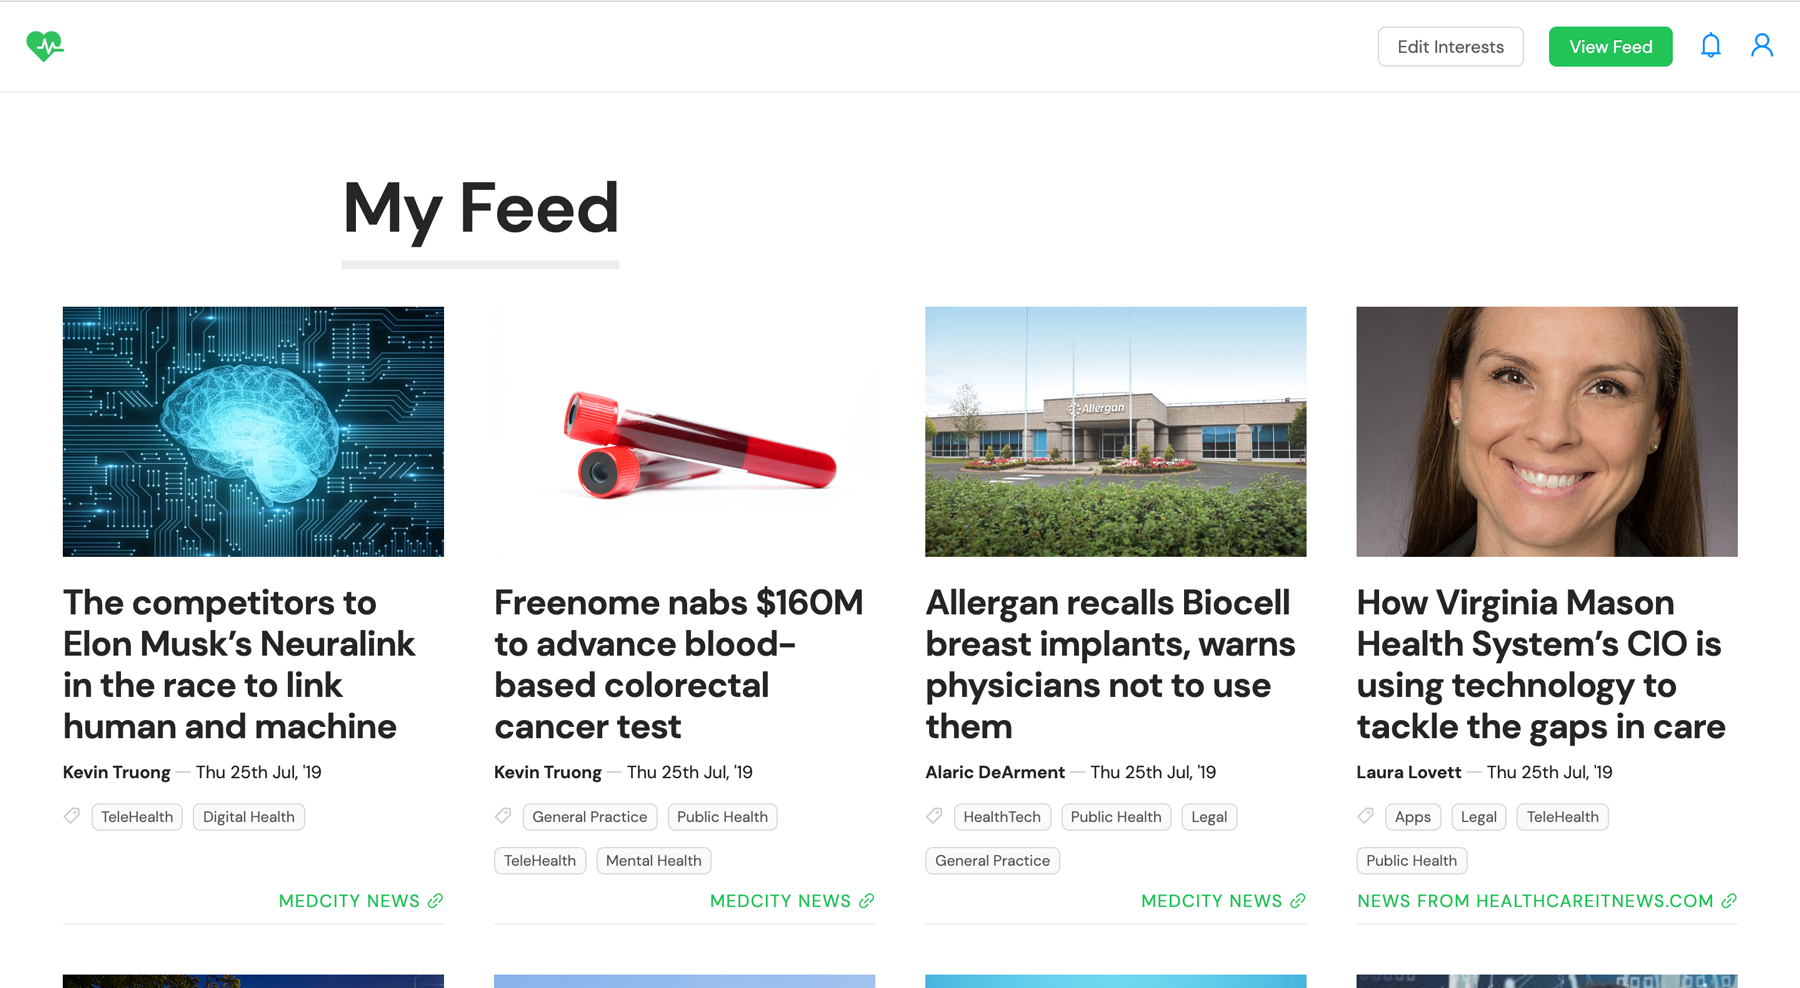 Edit Interests
View Feed
My Feed
Allergan
The competitors to
Elon Musk’s Neuralink
in the race to link
human and machine
Kevin Truong — Thu 25th Jul, '19
TeleHealth
Digital Health
MEDCITY NEWS
Freenome nabs $160M
to advance blood-
based colorectal
cancer test
Kevin Truong — Thu 25th Jul, '19
General Practice
Public Health
TeleHealth
Mental Health
MEDCITY NEWS
Allergan recalls Biocell
breast implants, warns
physicians not to use
them
Alaric DeArment — Thu 25th Jul, '19
HealthTech
Public Health
Legal
General Practice
MEDCITY NEWS
How Virginia Mason
Health System’s CIO is
using technology to
tackle the gaps in care
Laura Lovett — Thu 25th Jul, '19
Apps
Legal
TeleHealth
Public Health
NEWS FROM HEALTHCAREITNEWS.COM